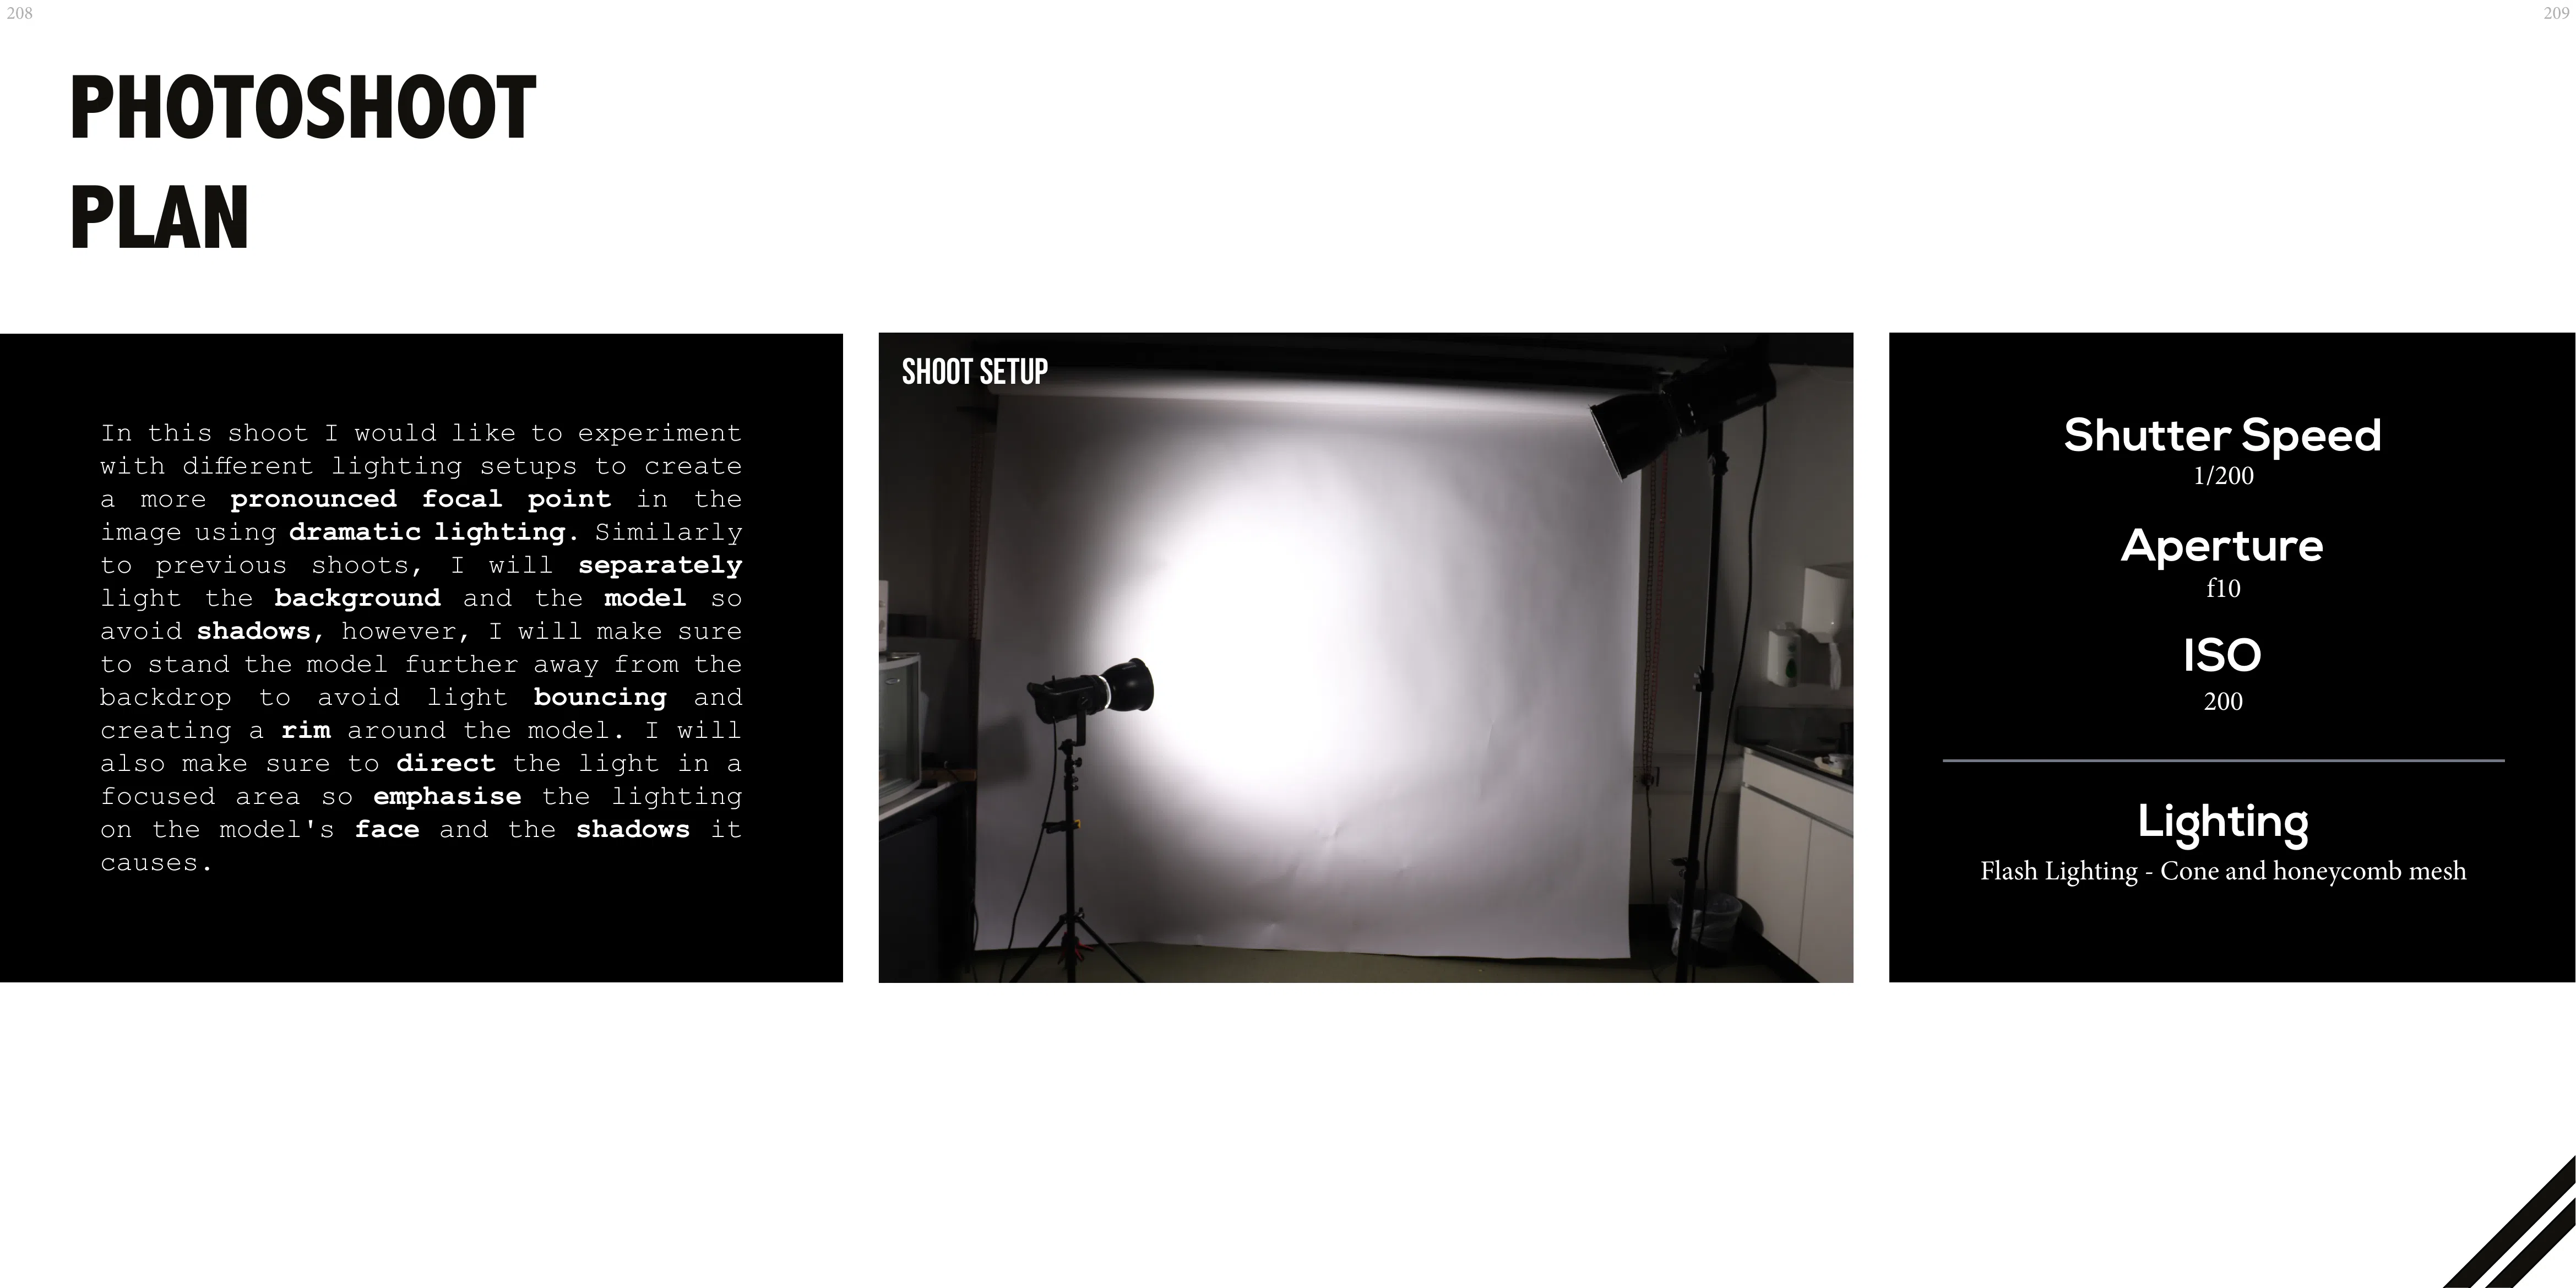 208
209
PHOTOSHOOT
PLAN
In this shoot I would like to experiment
with different lighting setups to create
a more pronounced focal point in the
image using dramatic lighting. Similarly
to previous shoots, I will separately
light the background and the model so
avoid shadows, however, I will make sure
to stand the model further away from the
backdrop to avoid light bouncing and
creating a rim around the model. I will
also make sure to direct the light in a
focused area so emphasise the lighting
on the model's face and the shadows it
causes.
SHOOT SETUP
Shutter Speed
1/200
Aperture
f10
ISO
200
Lighting
Flash Lighting - Cone and honeycomb mesh